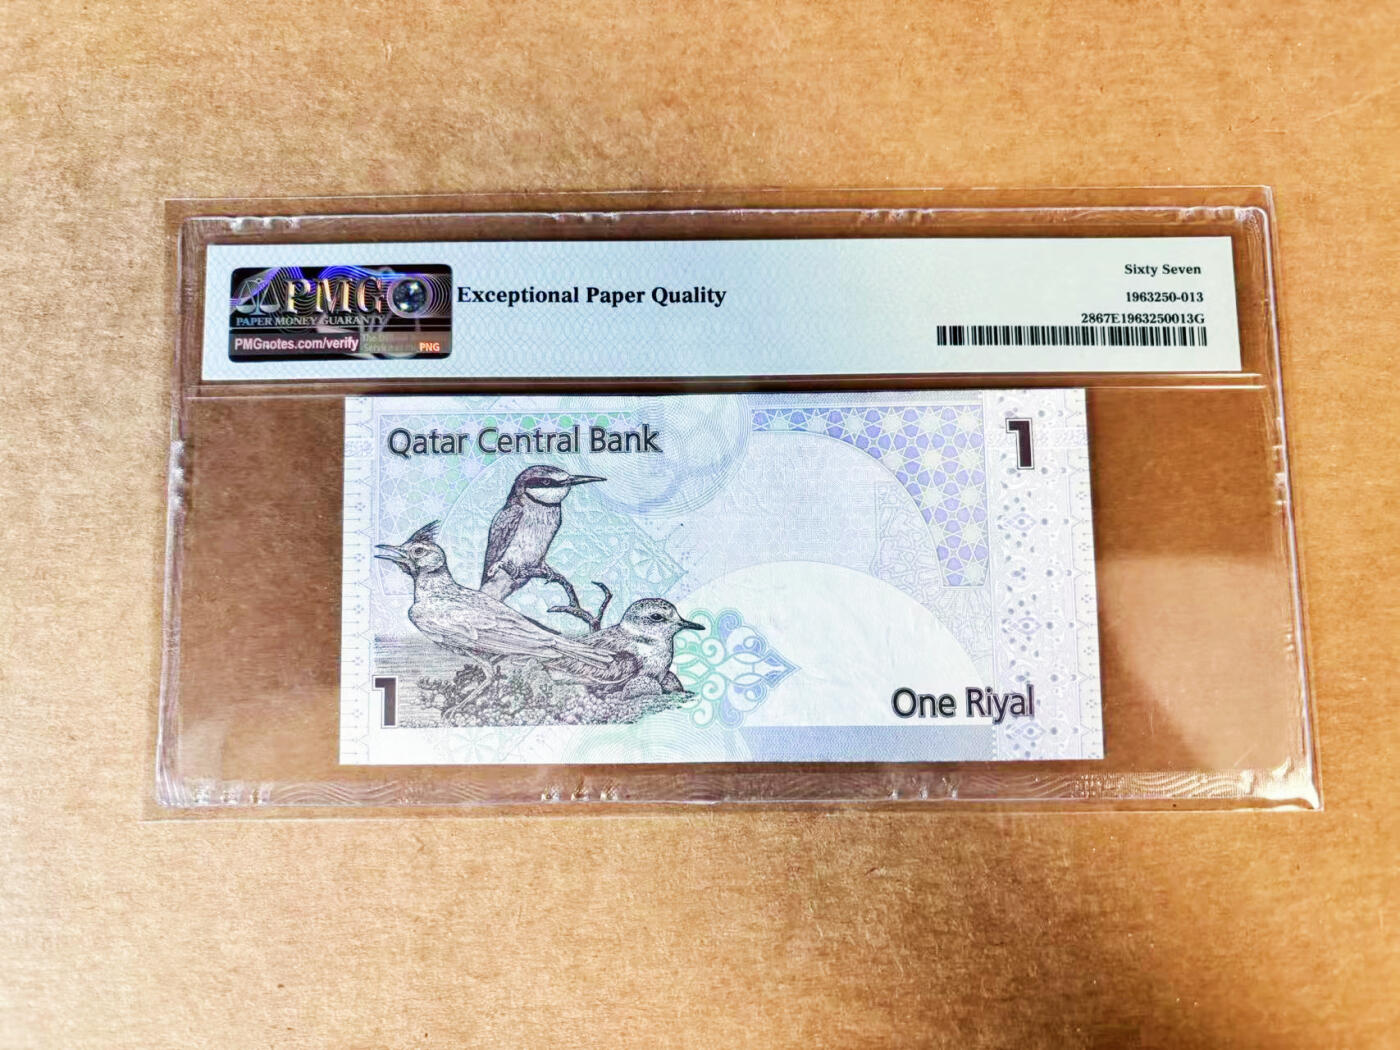 PMG
PAPER MONEY GUARANTY
PMGnotes.com/verify
PNG
Exceptional Paper Quality
Sixty Seven
1963250-013
2867E1963250013G
Qatar Central Bank
1
1
One Riyal